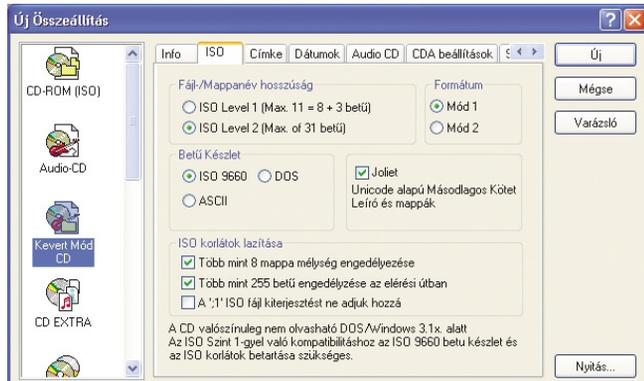 Új Összeállítás
CD-ROM (ISO)
Audio-CD
Kevert Mód
CD
CD EXTRA
Info
ISO
Címke
Dátumok
Audio CD
CDA beállítások
Fájl-/Mappanév hosszúság
ISO Level 1 (Max. 11 = 8 + 3 betű)
ISO Level 2 (Max. of 31 betű)
Formátum
Mód 1
Mód 2
Betű Készlet
ISO 9660
DOS
ASCII
Joliet
Unicode alapú Másodlagos Kötet
Leíró és mappák
ISO korlátok lazítása
Több mint 8 mappa mélység engedélyezése
Több mint 255 betű engedélyzése az elérési útban
A ';1' ISO fájl kiterjesztést ne adjuk hozzá
A CD valószínuleg nem olvasható DOS/Windows 3.1x. alatt
Az ISO Szint 1-gyel való kompatibilitáshoz az ISO 9660 betu készlet és
az ISO korlátok betartása szükséges.
Új
Mégse
Varázsló
Nyitás...